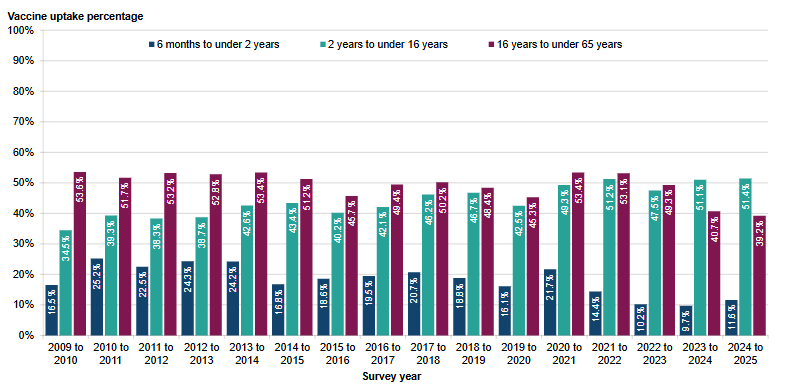 Vaccine uptake percentage
100%
6 months to under 2 years 2 years to under 16 years 16 years to under 65 years
90%
80%
70%
60%
50%
40%
30%
20%
10%
0%
16.5% 34.5% 53.6%
25.2% 39.3% 51.7%
22.5% 38.3% 53.2%
24.3% 38.7% 52.8%
24.2% 42.6% 53.4%
16.8% 43.4% 51.2%
18.6% 40.2% 45.7%
19.5% 42.1% 49.4%
20.7% 46.2% 50.2%
18.8% 46.7% 48.4%
16.1% 42.5% 45.3%
21.7% 49.3% 53.4%
14.4% 51.2% 53.1%
10.2% 47.5% 49.3%
9.7% 51.1% 40.7%
11.6% 51.4% 39.2%
2009 to 2010 to 2011 to 2012 to 2013 to 2014 to 2015 to 2016 to 2017 to 2018 to 2019 to 2020 to 2021 to 2022 to 2023 to 2024 to
2010 2011 2012 2013 2014 2015 2016 2017 2018 2019 2020 2021 2022 2023 2024 2025
Survey year